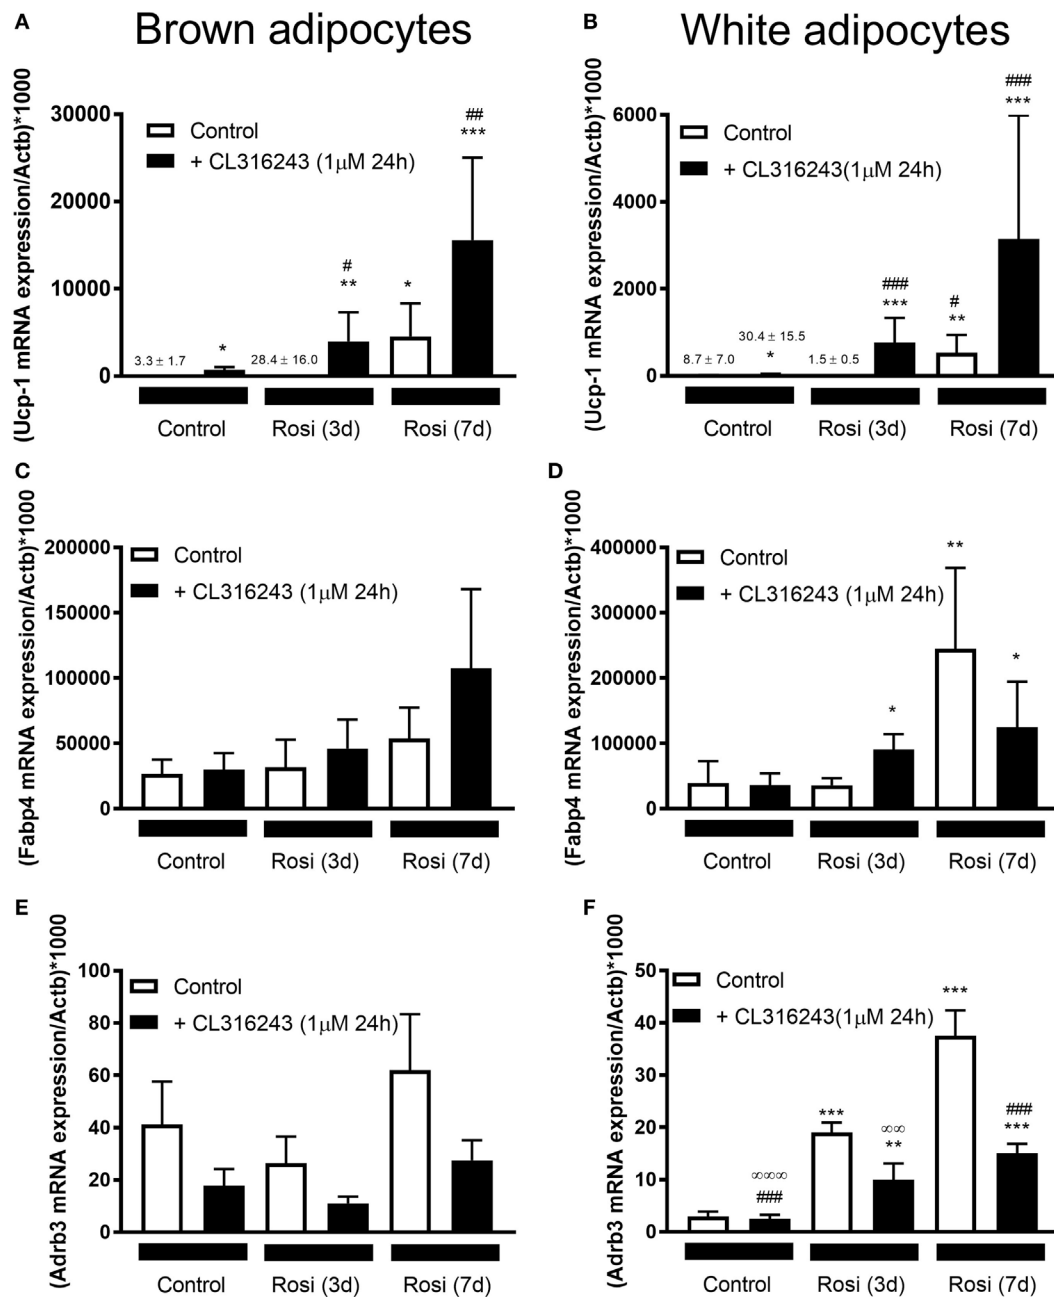 A
Brown adipocytes
(Ucp-1 mRNA expression/Actb)*1000
30000
20000
10000
0
Control
+ CL316243 (1μM 24h)
3.3 ± 1.7
*
28.4 ± 16.0
#
**
*
##
***
Control
Rosi (3d)
Rosi (7d)
B
White adipocytes
(Ucp-1 mRNA expression/Actb)*1000
6000
4000
2000
0
Control
+ CL316243(1μM 24h)
8.7 ± 7.0
30.4 ± 15.5
*
1.5 ± 0.5
###
***
#
**
###
***
Control
Rosi (3d)
Rosi (7d)
C
(Fabp4 mRNA expression/Actb)*1000
200000
150000
100000
50000
0
Control
+ CL316243 (1μM 24h)
Control
Rosi (3d)
Rosi (7d)
D
(Fabp4 mRNA expression/Actb)*1000
400000
300000
200000
100000
0
Control
+ CL316243 (1μM 24h)
*
**
*
Control
Rosi (3d)
Rosi (7d)
E
(Adrb3 mRNA expression/Actb)*1000
100
80
60
40
20
0
Control
+ CL316243 (1μM 24h)
Control
Rosi (3d)
Rosi (7d)
F
(Adrb3 mRNA expression/Actb)*1000
50
40
30
20
10
0
Control
+ CL316243(1μM 24h)
∞∞∞
###
***
∞∞
**
***
###
***
Control
Rosi (3d)
Rosi (7d)